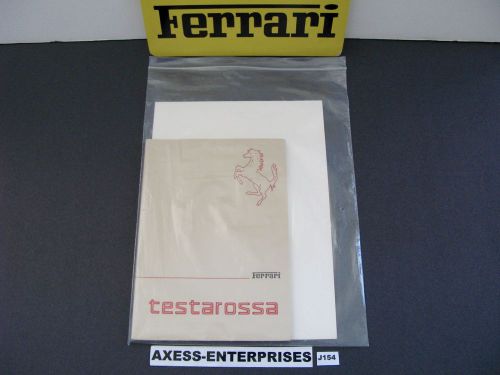 Ferrari
Ferrari
testarossa
AXESS-ENTERPRISES J154